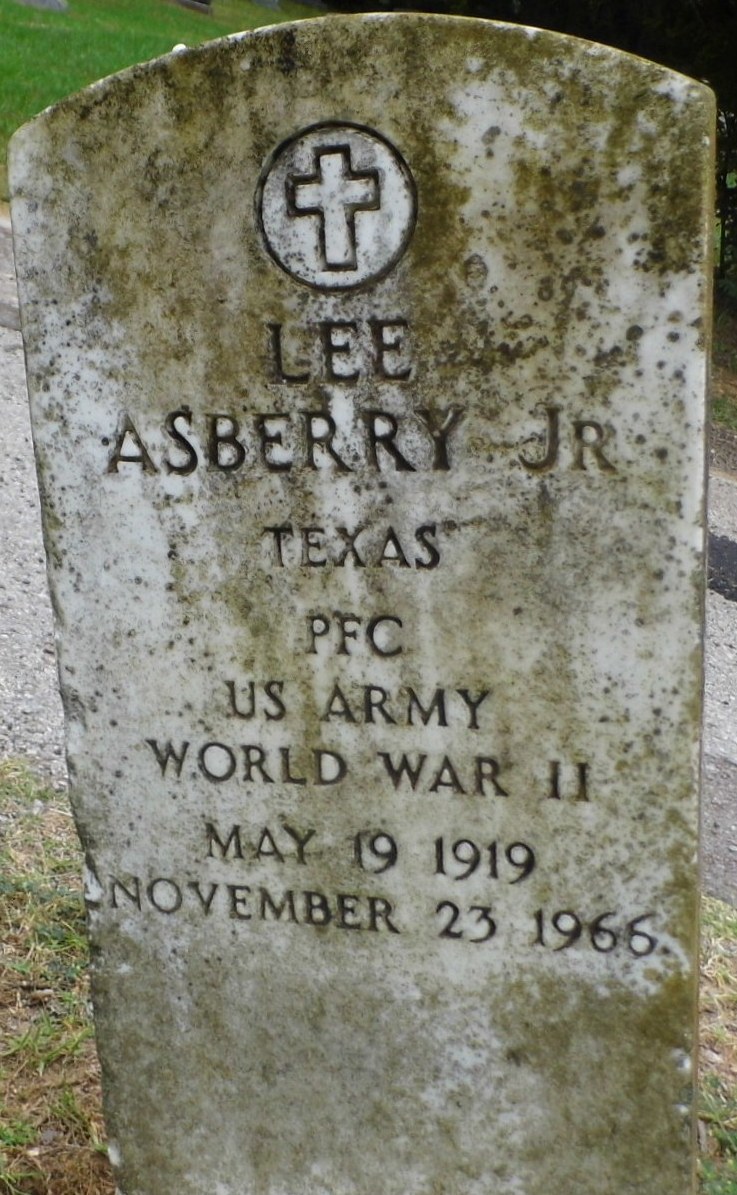 LEE
ASBERRY JR
TEXAS
PFC
US ARMY
WORLD WAR II
MAY 19 1919
NOVEMBER 23 1966